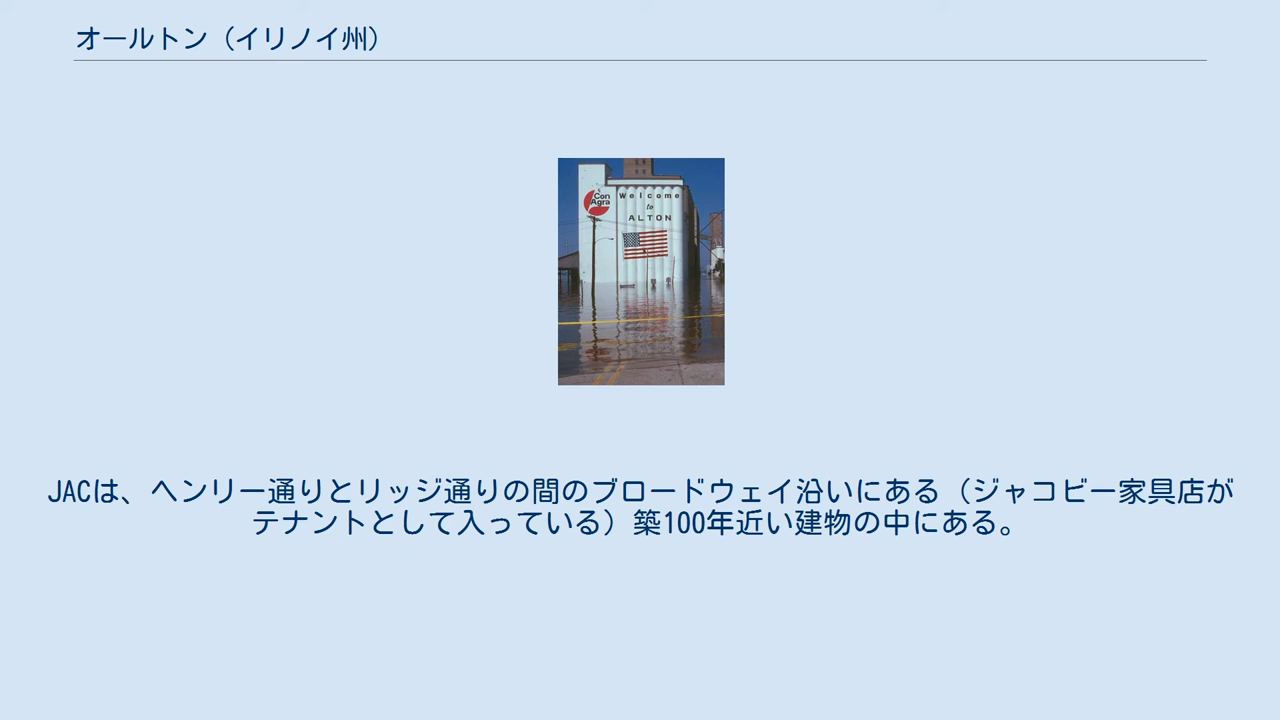 オールトン（イリノイ州）
Con
Agra
Welcome
to
ALTON
JACは、ヘンリー通りとリッジ通りの間のブロードウェイ沿いにある（ジャコビー家具店が
テナントとして入っている）築100年近い建物の中にある。